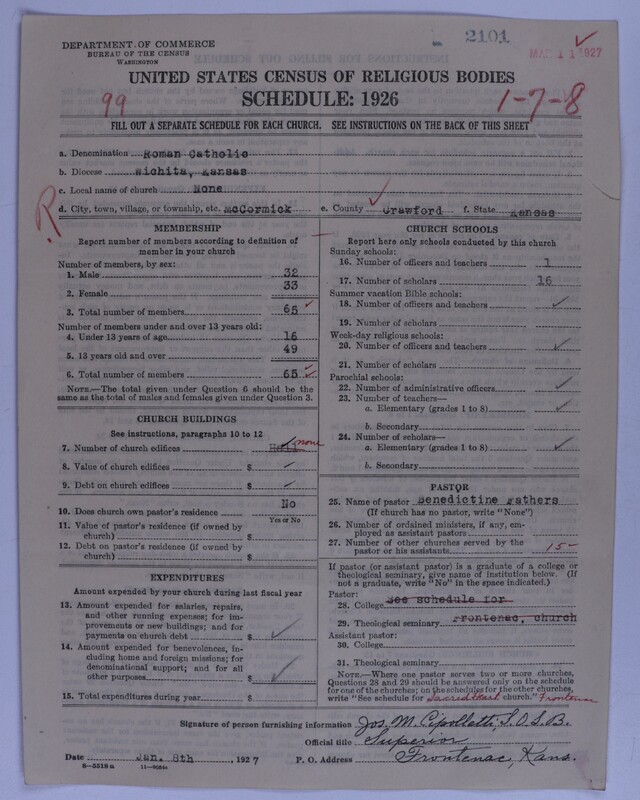 2101
MAR 11 1927
DEPARTMENT OF COMMERCE
BUREAU OF THE CENSUS
WASHINGTON
UNITED STATES CENSUS OF RELIGIOUS BODIES
99
SCHEDULE: 1926
1-7-8
FILL OUT A SEPARATE SCHEDULE FOR EACH CHURCH. SEE INSTRUCTIONS ON THE BACK OF THIS SHEET
a. Denomination Roman Catholic
b. Diocese Wichita, Kansas
c. Local name of church None
R
d. City, town, village, or township, etc. McCormick e. County Crawford f. State Kansas
MEMBERSHIP
Report number of members according to definition of
member in your church
Number of members, by sex:
1. Male 32
2. Female 33
3. Total number of members 65
Number of members under and over 13 years old:
4. Under 13 years of age 16
5. 13 years old and over 49
6. Total number of members 65
NOTE.—The total given under Question 6 should be the
same as the total of males and females given under Question 3.
CHURCH BUILDINGS
See instructions, paragraphs 10 to 12
7. Number of church edifices none
8. Value of church edifices $
9. Debt on church edifices $
10. Does church own pastor's residence No
Yes or No
11. Value of pastor's residence (if owned by
church) $
12. Debt on pastor's residence (if owned by
church) $
EXPENDITURES
Amount expended by your church during last fiscal year
13. Amount expended for salaries, repairs,
and other running expenses; for im-
provements or new buildings; and for
payments on church debt $
14. Amount expended for benevolences, in-
cluding home and foreign missions; for
denominational support; and for all
other purposes $
15. Total expenditures during year $
CHURCH SCHOOLS
Report here only schools conducted by this church
Sunday schools:
16. Number of officers and teachers 1
17. Number of scholars 16
Summer vacation Bible schools:
18. Number of officers and teachers
19. Number of scholars
Week-day religious schools:
20. Number of officers and teachers
21. Number of scholars
Parochial schools:
22. Number of administrative officers
23. Number of teachers—
a. Elementary (grades 1 to 8)
b. Secondary
24. Number of scholars—
a. Elementary (grades 1 to 8)
b. Secondary
PASTOR
25. Name of pastor Benedictine Fathers
(If church has no pastor, write "None")
26. Number of ordained ministers, if any, em-
ployed as assistant pastors
27. Number of other churches served by the
pastor or his assistants 15
If pastor (or assistant pastor) is a graduate of a college or
theological seminary, give name of institution below. (If
not a graduate, write "No" in the space indicated.)
Pastor:
28. College See schedule for
29. Theological seminary Frontenac, church
Assistant pastor:
30. College
31. Theological seminary
NOTE.—Where one pastor serves two or more churches,
Questions 28 and 29 should be answered only on the schedule
for one of the churches; on the schedules for the other churches,
write "See schedule for Sacred Heart church." Frontenac
Signature of person furnishing information Jos. M. Cipolletti, S.O.S.B.
Official title Superior
Date Jan. 8th 1927 P. O. Address Frontenac, Kans.